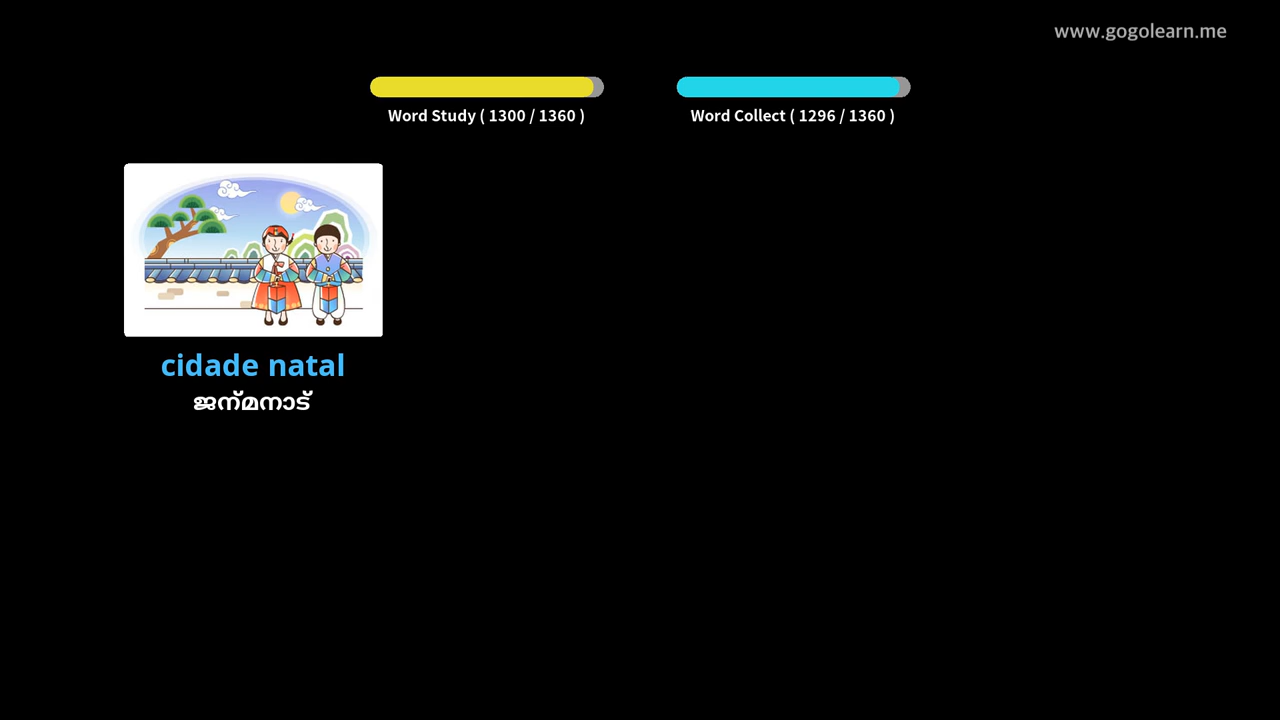 www.gogolearn.me
Word Study ( 1300 / 1360 )
Word Collect ( 1296 / 1360 )
cidade natal
ജന്മനാട്